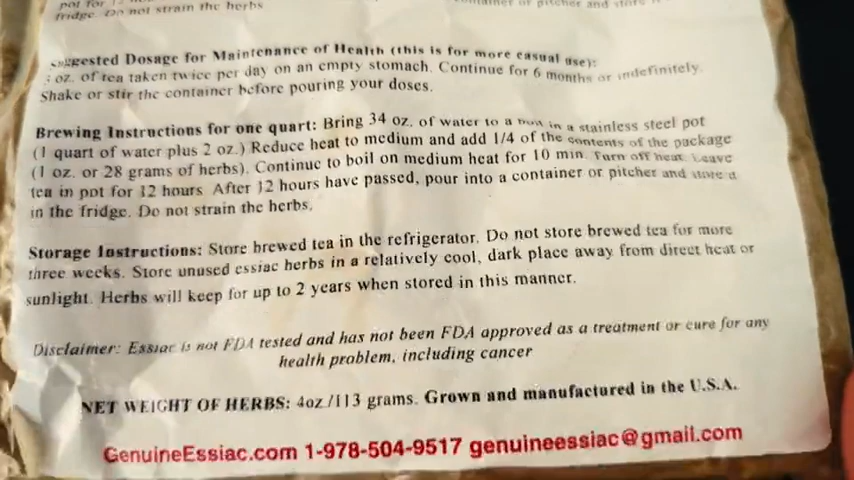 pot for 12
container or pitcher and store
fridge. Do not strain the herbs
Suggested Dosage for Maintenance of Health (this is for more casual use):
oz. of tea taken twice per day on an empty stomach. Continue for 6 months or indefinitely.
Shake or stir the container before pouring your doses.
Brewing Instructions for one quart: Bring 34 oz. of water to a boil in a stainless steel pot
(1 quart of water plus 2 oz.) Reduce heat to medium and add 1/4 of the contents of the package
(1 oz. or 28 grams of herbs). Continue to boil on medium heat for 10 min. Turn off heat. Leave
tea in pot for 12 hours. After 12 hours have passed, pour into a container or pitcher and store
in the fridge. Do not strain the herbs.
Storage Instructions: Store brewed tea in the refrigerator. Do not store brewed tea for more
three weeks. Store unused essiac herbs in a relatively cool, dark place away from direct heat or
sunlight. Herbs will keep for up to 2 years when stored in this manner.
Disclaimer: Essiac is not FDA tested and has not been FDA approved as a treatment or cure for any
health problem, including cancer
NET WEIGHT OF HERBS: 4oz/113 grams. Grown and manufactured in the U.S.A.
GenuineEssiac.com 1-978-504-9517 genuineessiac@gmail.com